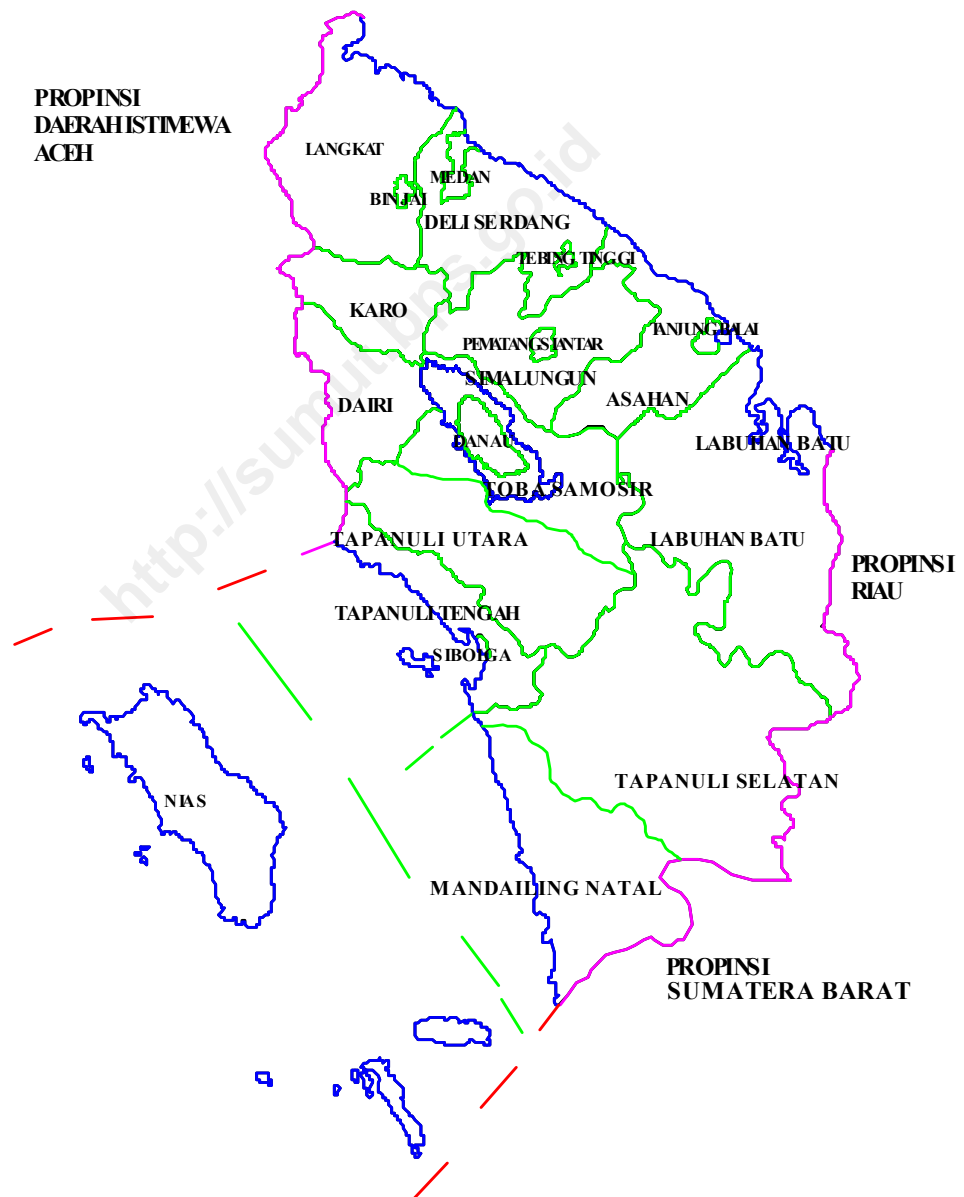 PROPINSI
DAERAH ISTIMEWA
ACEH
LANGKAT
MEDAN
BINJAI
DELI SERDANG
TEBING TINGGI
KARO
TANJUNG BALAI
PEMATANG SIANTAR
SIMALUNGUN
ASAHAN
DAIRI
DANAU
LABUHAN BATU
TOBA SAMOSIR
TAPANULI UTARA
LABUHAN BATU
PROPINSI
RIAU
TAPANULI TENGAH
SIBOLGA
TAPANULI SELATAN
NIAS
MANDAILING NATAL
PROPINSI
SUMATERA BARAT
http://sumut.bps.go.id